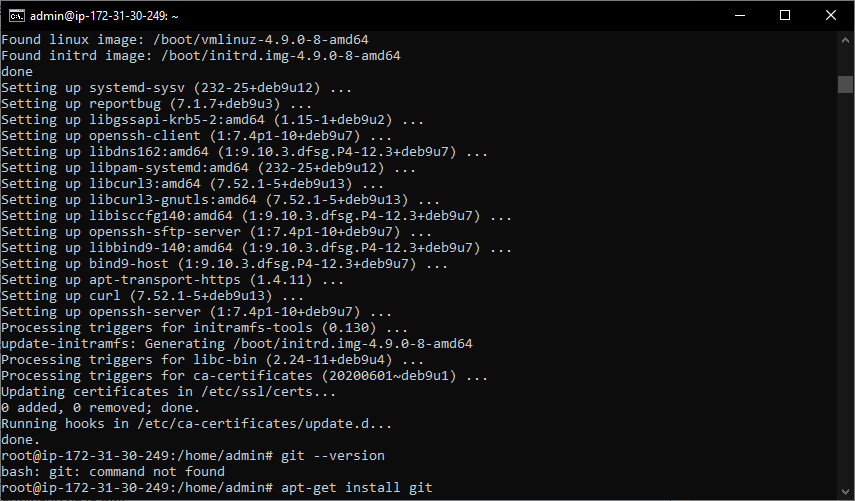 admin@ip-172-31-30-249: ~
Found linux image: /boot/vmlinuz-4.9.0-8-amd64
Found initrd image: /boot/initrd.img-4.9.0-8-amd64
done
Setting up systemd-sysv (232-25+deb9u12) ...
Setting up reportbug (7.1.7+deb9u3) ...
Setting up libgssapi-krb5-2:amd64 (1.15-1+deb9u2) ...
Setting up openssh-client (1:7.4p1-10+deb9u7) ...
Setting up libdns162:amd64 (1:9.10.3.dfsg.P4-12.3+deb9u7) ...
Setting up libpam-systemd:amd64 (232-25+deb9u12) ...
Setting up libcurl3:amd64 (7.52.1-5+deb9u13) ...
Setting up libcurl3-gnutls:amd64 (7.52.1-5+deb9u13) ...
Setting up libisccfg140:amd64 (1:9.10.3.dfsg.P4-12.3+deb9u7) ...
Setting up openssh-sftp-server (1:7.4p1-10+deb9u7) ...
Setting up libbind9-140:amd64 (1:9.10.3.dfsg.P4-12.3+deb9u7) ...
Setting up bind9-host (1:9.10.3.dfsg.P4-12.3+deb9u7) ...
Setting up apt-transport-https (1.4.11) ...
Setting up curl (7.52.1-5+deb9u13) ...
Setting up openssh-server (1:7.4p1-10+deb9u7) ...
Processing triggers for initramfs-tools (0.130) ...
update-initramfs: Generating /boot/initrd.img-4.9.0-8-amd64
Processing triggers for libc-bin (2.24-11+deb9u4) ...
Processing triggers for ca-certificates (20200601~deb9u1) ...
Updating certificates in /etc/ssl/certs...
0 added, 0 removed; done.
Running hooks in /etc/ca-certificates/update.d...
done.
root@ip-172-31-30-249:/home/admin# git --version
bash: git: command not found
root@ip-172-31-30-249:/home/admin# apt-get install git